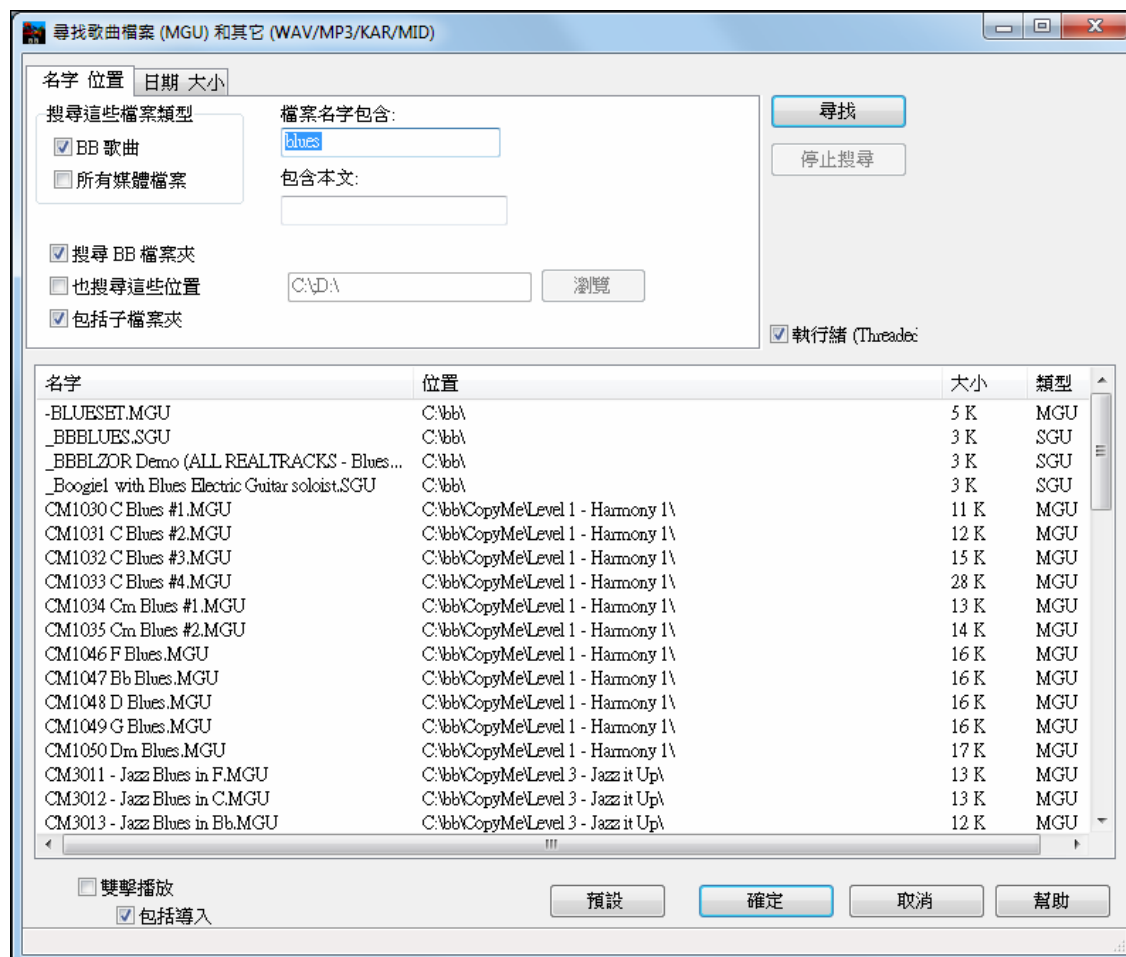 尋找歌曲檔案 (MGU) 和其它 (WAV/MP3/KAR/MID)
名字 位置 日期 大小
搜尋這些檔案類型
BB 歌曲
所有媒體檔案
檔案名字包含:
blues
包含本文:
尋找
停止搜尋
搜尋 BB 檔案夾
也搜尋這些位置 C:\;D:\ 瀏覽
包括子檔案夾
執行緒 (Threaded
名字 位置 大小 類型
-BLUESET.MGU C:\bb\ 5 K MGU
_BBBLUES.SGU C:\bb\ 3 K SGU
_BBBLZOR Demo (ALL REALTRACKS - Blues... C:\bb\ 3 K SGU
_Boogie1 with Blues Electric Guitar soloist.SGU C:\bb\ 3 K SGU
CM1030 C Blues #1.MGU C:\bb\CopyMe\Level 1 - Harmony 1\ 11 K MGU
CM1031 C Blues #2.MGU C:\bb\CopyMe\Level 1 - Harmony 1\ 12 K MGU
CM1032 C Blues #3.MGU C:\bb\CopyMe\Level 1 - Harmony 1\ 15 K MGU
CM1033 C Blues #4.MGU C:\bb\CopyMe\Level 1 - Harmony 1\ 28 K MGU
CM1034 Cm Blues #1.MGU C:\bb\CopyMe\Level 1 - Harmony 1\ 13 K MGU
CM1035 Cm Blues #2.MGU C:\bb\CopyMe\Level 1 - Harmony 1\ 14 K MGU
CM1046 F Blues.MGU C:\bb\CopyMe\Level 1 - Harmony 1\ 16 K MGU
CM1047 Bb Blues.MGU C:\bb\CopyMe\Level 1 - Harmony 1\ 16 K MGU
CM1048 D Blues.MGU C:\bb\CopyMe\Level 1 - Harmony 1\ 16 K MGU
CM1049 G Blues.MGU C:\bb\CopyMe\Level 1 - Harmony 1\ 16 K MGU
CM1050 Dm Blues.MGU C:\bb\CopyMe\Level 1 - Harmony 1\ 17 K MGU
CM3011 - Jazz Blues in F.MGU C:\bb\CopyMe\Level 3 - Jazz it Up\ 13 K MGU
CM3012 - Jazz Blues in C.MGU C:\bb\CopyMe\Level 3 - Jazz it Up\ 13 K MGU
CM3013 - Jazz Blues in Bb.MGU C:\bb\CopyMe\Level 3 - Jazz it Up\ 12 K MGU
雙擊播放
包括導入
預設 確定 取消 幫助